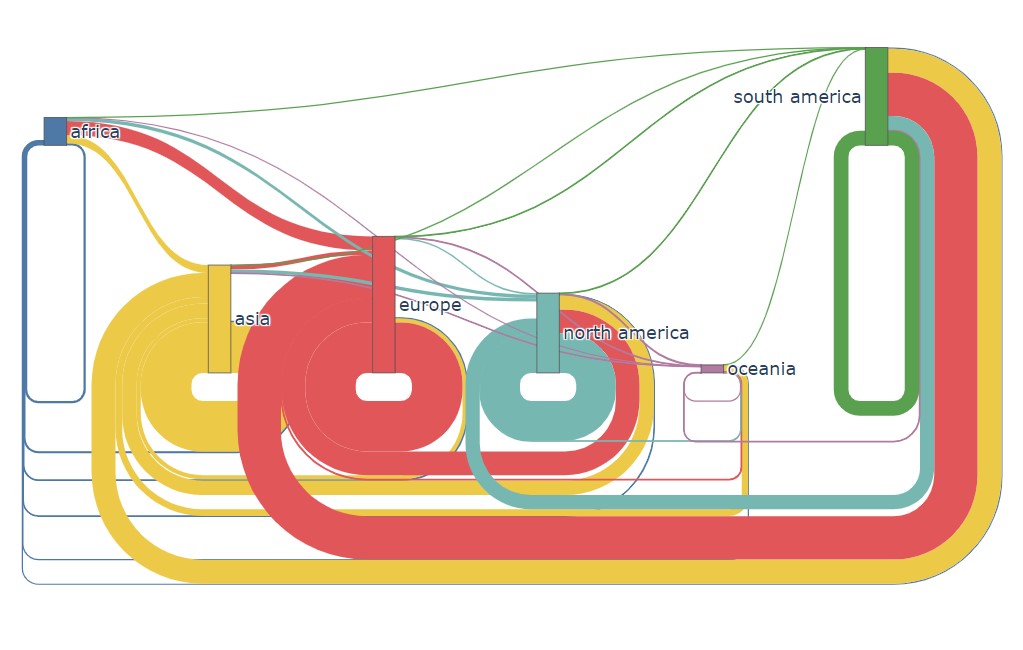 south america
africa
europe
asia
north america
oceania